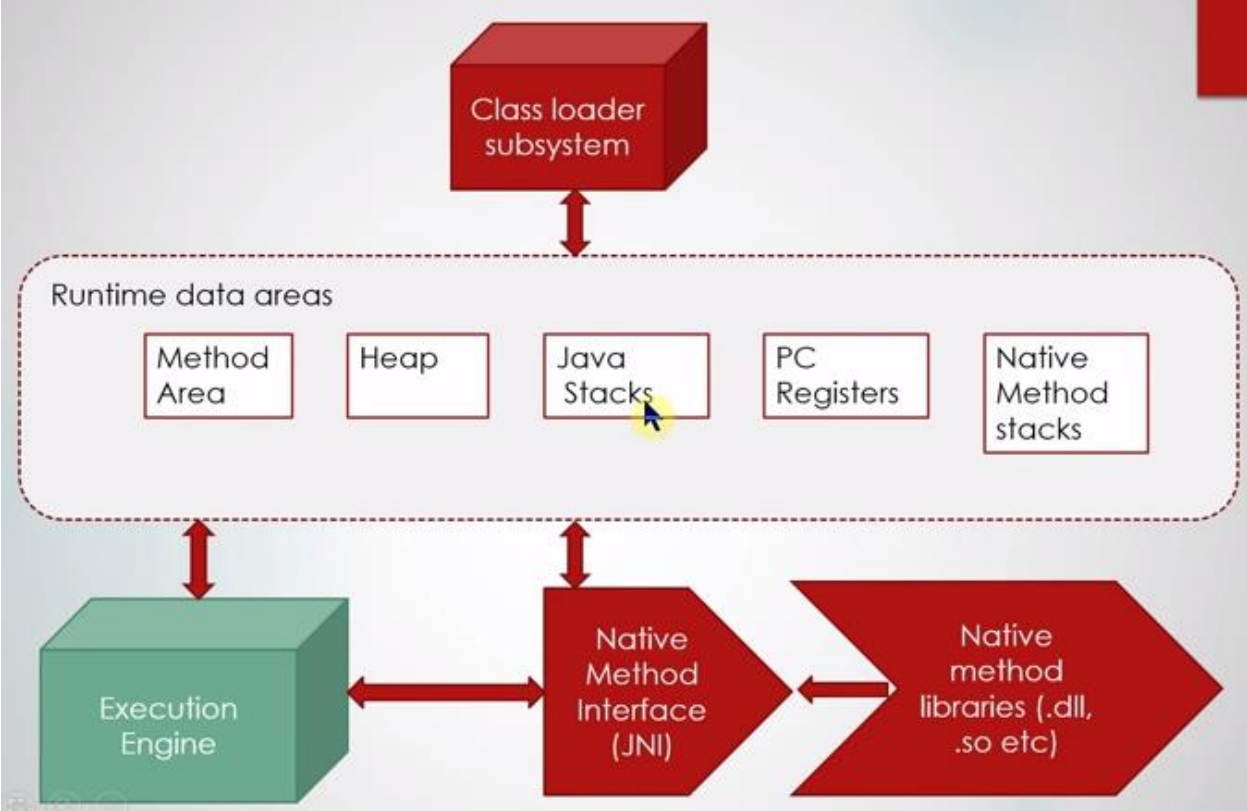 Class loader
subsystem
Runtime data areas
Method
Area
Heap
Java
Stacks
PC
Registers
Native
Method
stacks
Execution
Engine
Native
Method
Interface
(JNI)
Native
method
libraries (.dll,
.so etc)